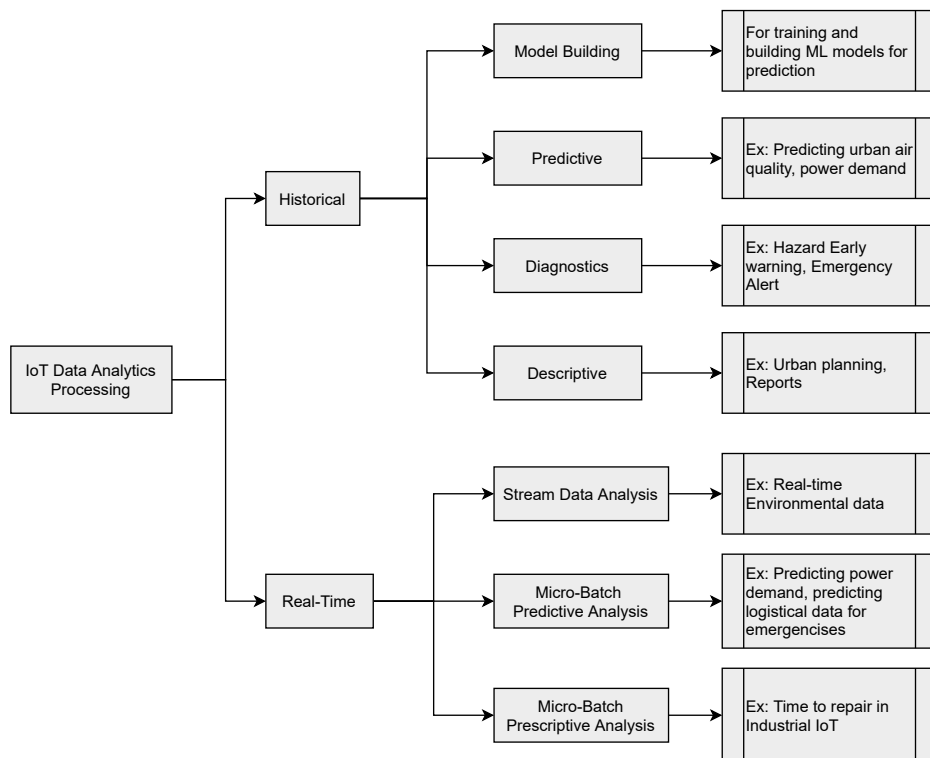 Model Building
For training and
building ML models for
prediction
Predictive
Ex: Predicting urban air
quality, power demand
Historical
Diagnostics
Ex: Hazard Early
warning, Emergency
Alert
IoT Data Analytics
Processing
Descriptive
Ex: Urban planning,
Reports
Stream Data Analysis
Ex: Real-time
Environmental data
Real-Time
Micro-Batch
Predictive Analysis
Ex: Predicting power
demand, predicting
logistical data for
emergencises
Micro-Batch
Prescriptive Analysis
Ex: Time to repair in
Industrial IoT